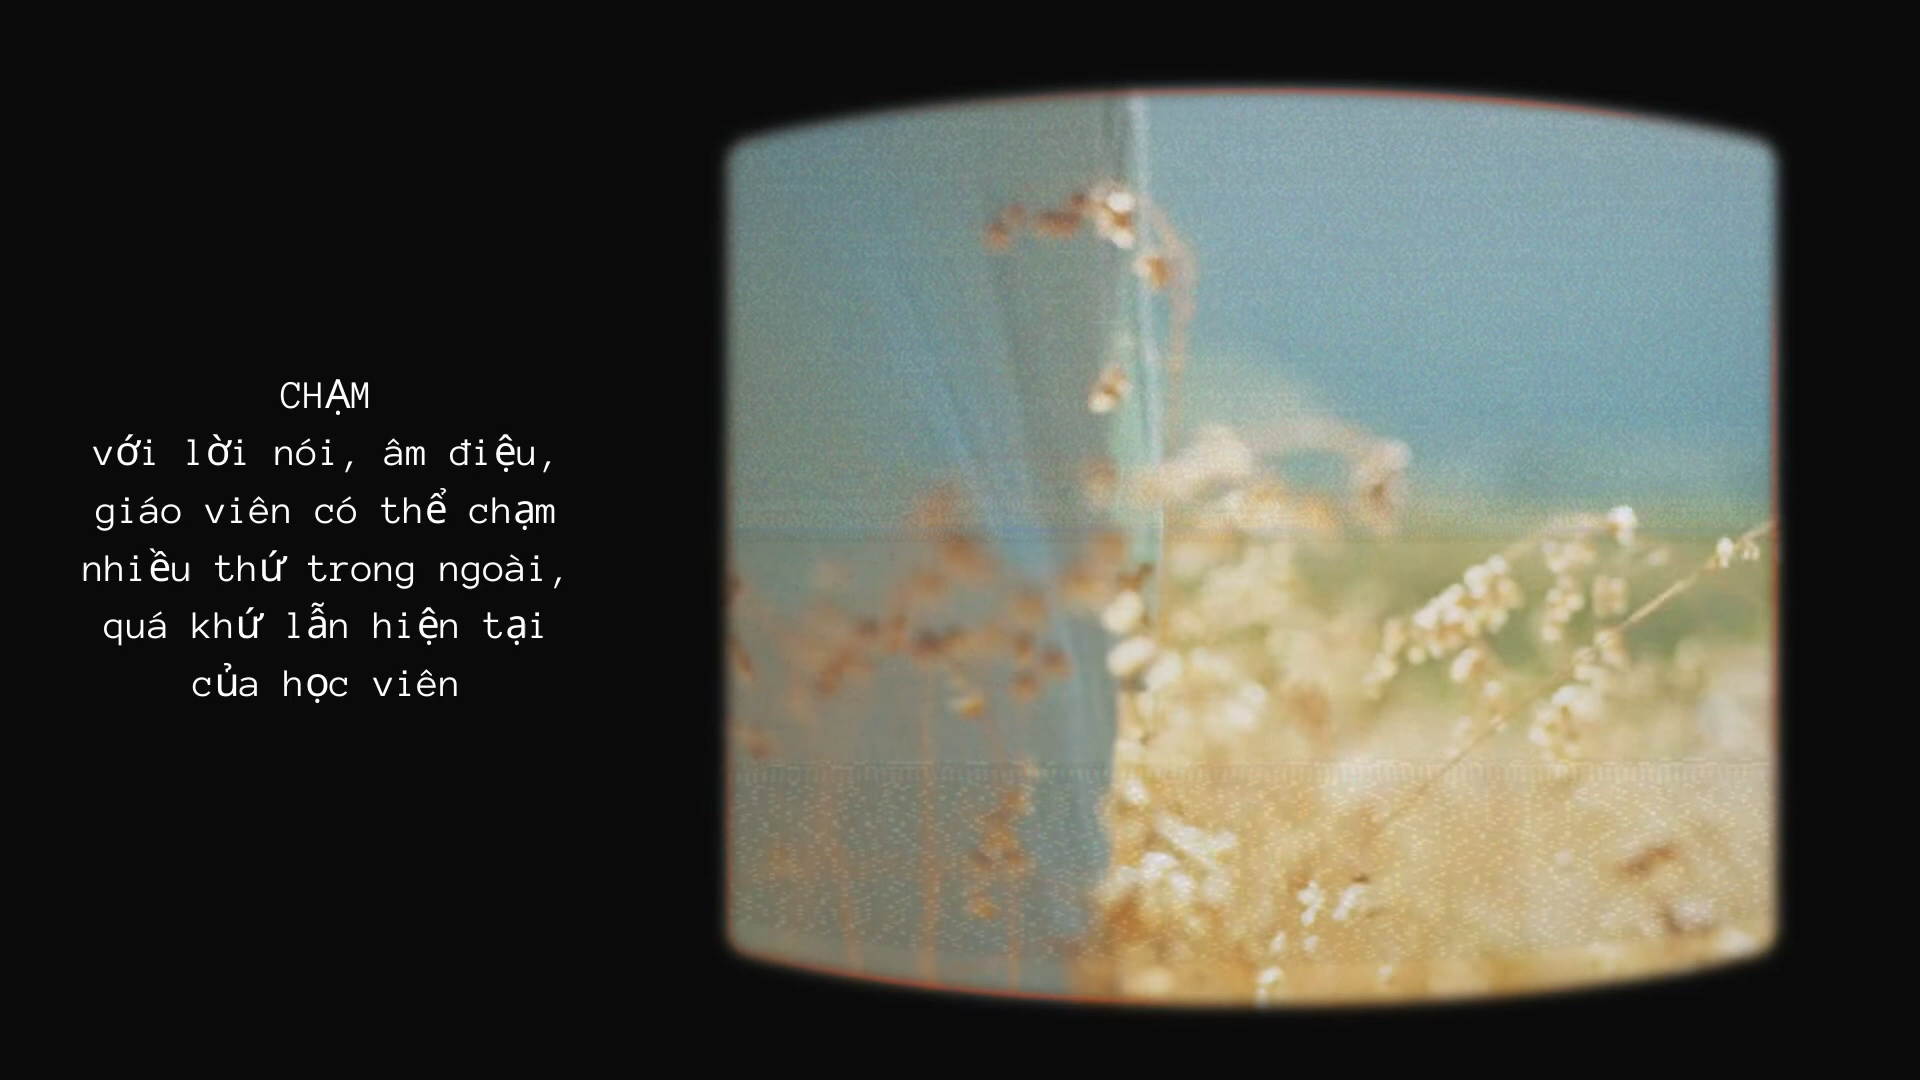 CHẠM
với lời nói, âm điệu,
giáo viên có thể chạm
nhiều thứ trong ngoài,
quá khứ lẫn hiện tại
của học viên